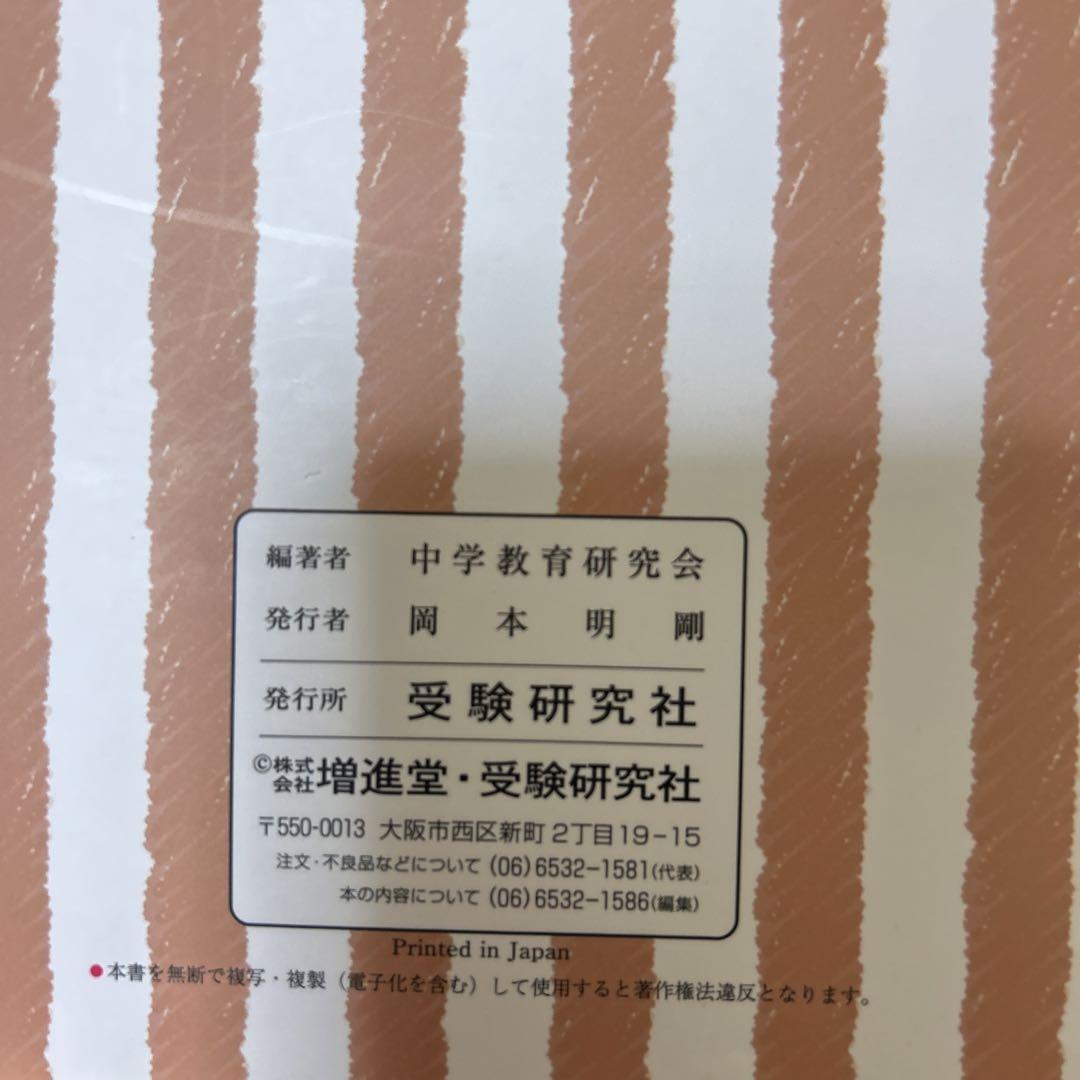 編著者 中学教育研究会
発行者 岡本明剛
発行所 受験研究社
©株式会社増進堂・受験研究社
〒550-0013 大阪市西区新町2丁目19-15
注文・不良品などについて (06)6532-1581(代表)
本の内容について (06)6532-1586(編集)
Printed in Japan
●本書を無断で複写・複製(電子化を含む)して使用すると著作権法違反となります。